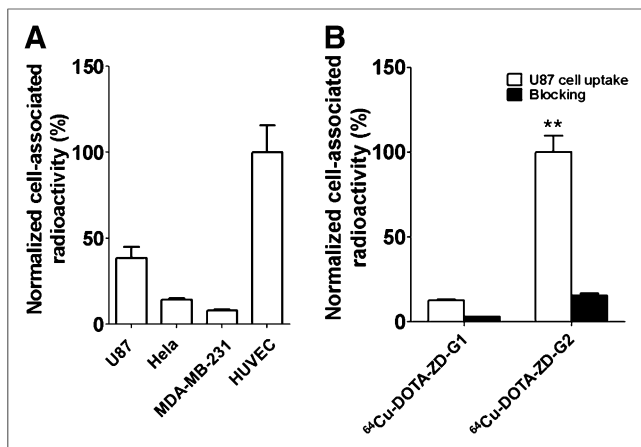 A
Normalized cell-associated
radioactivity (%)
150
100
50
0
U87
Hela
MDA-MB-231
HUVEC
B
Normalized cell-associated
radioactivity (%)
150
100
50
0
U87 cell uptake
Blocking
**
⁶⁴Cu-DOTA-ZD-G1
⁶⁴Cu-DOTA-ZD-G2